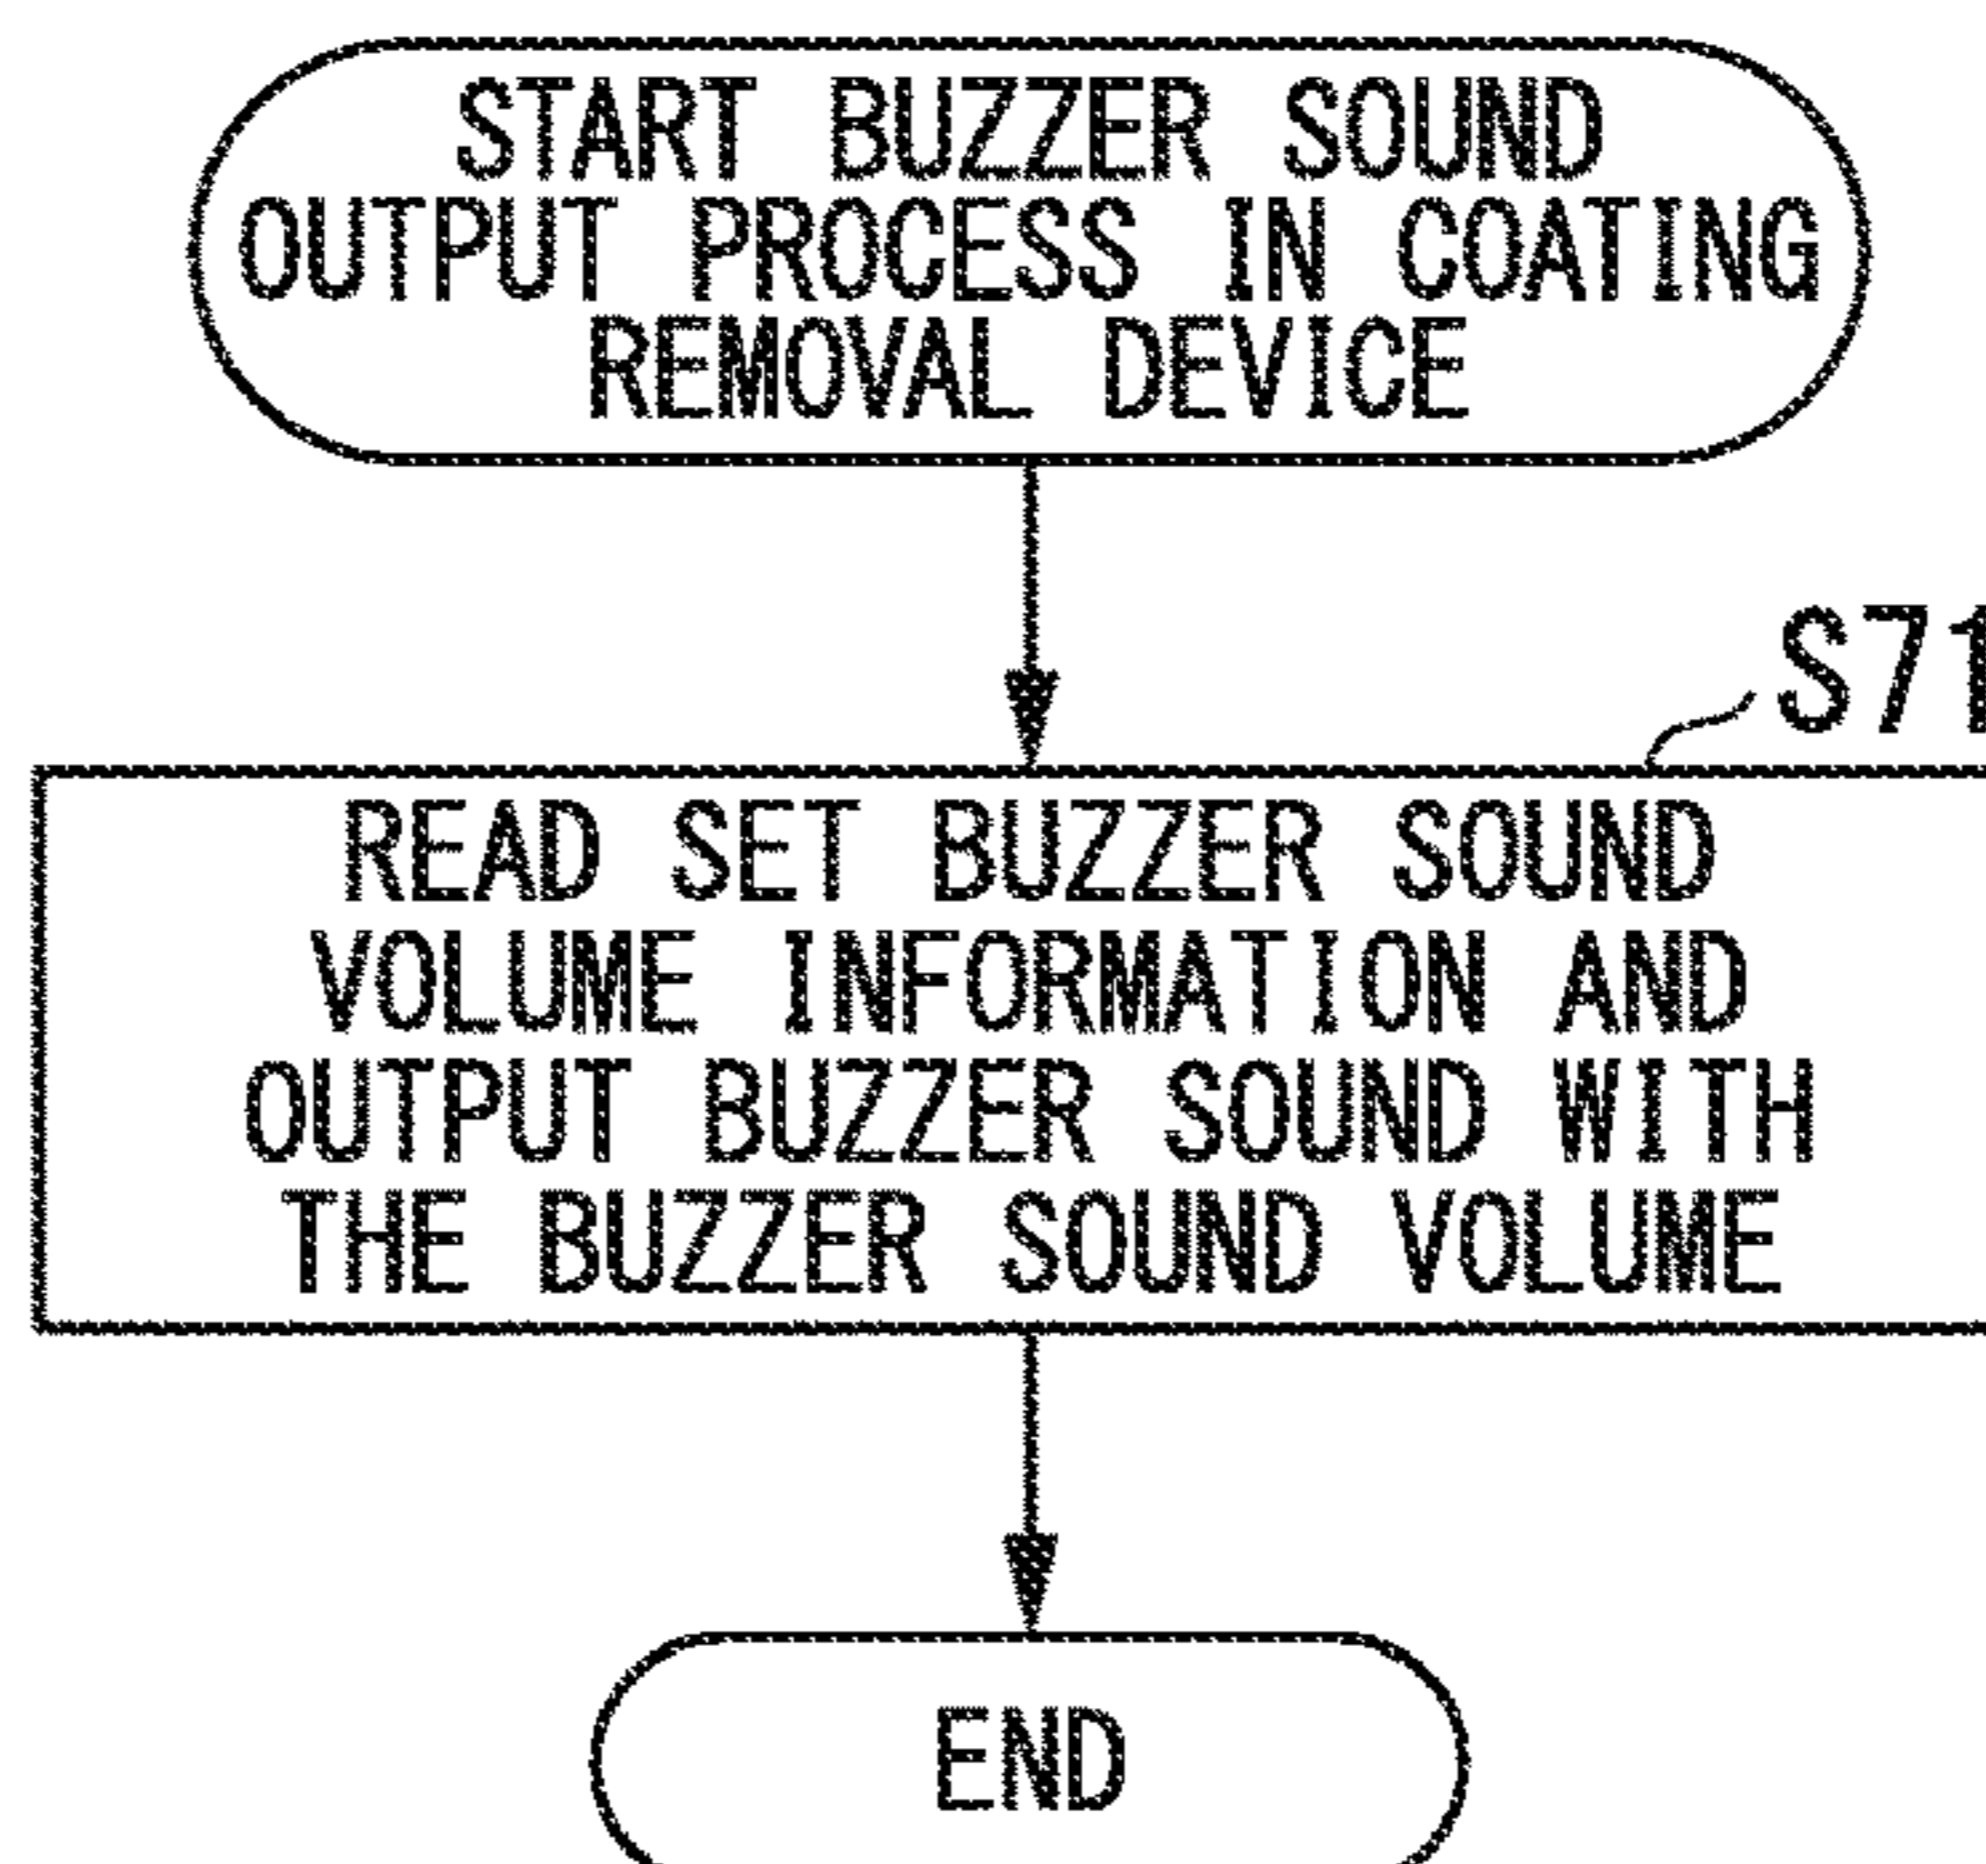 START BUZZER SOUND
OUTPUT PROCESS IN COATING
REMOVAL DEVICE
READ SET BUZZER SOUND
VOLUME INFORMATION AND
OUTPUT BUZZER SOUND WITH
THE BUZZER SOUND VOLUME
END